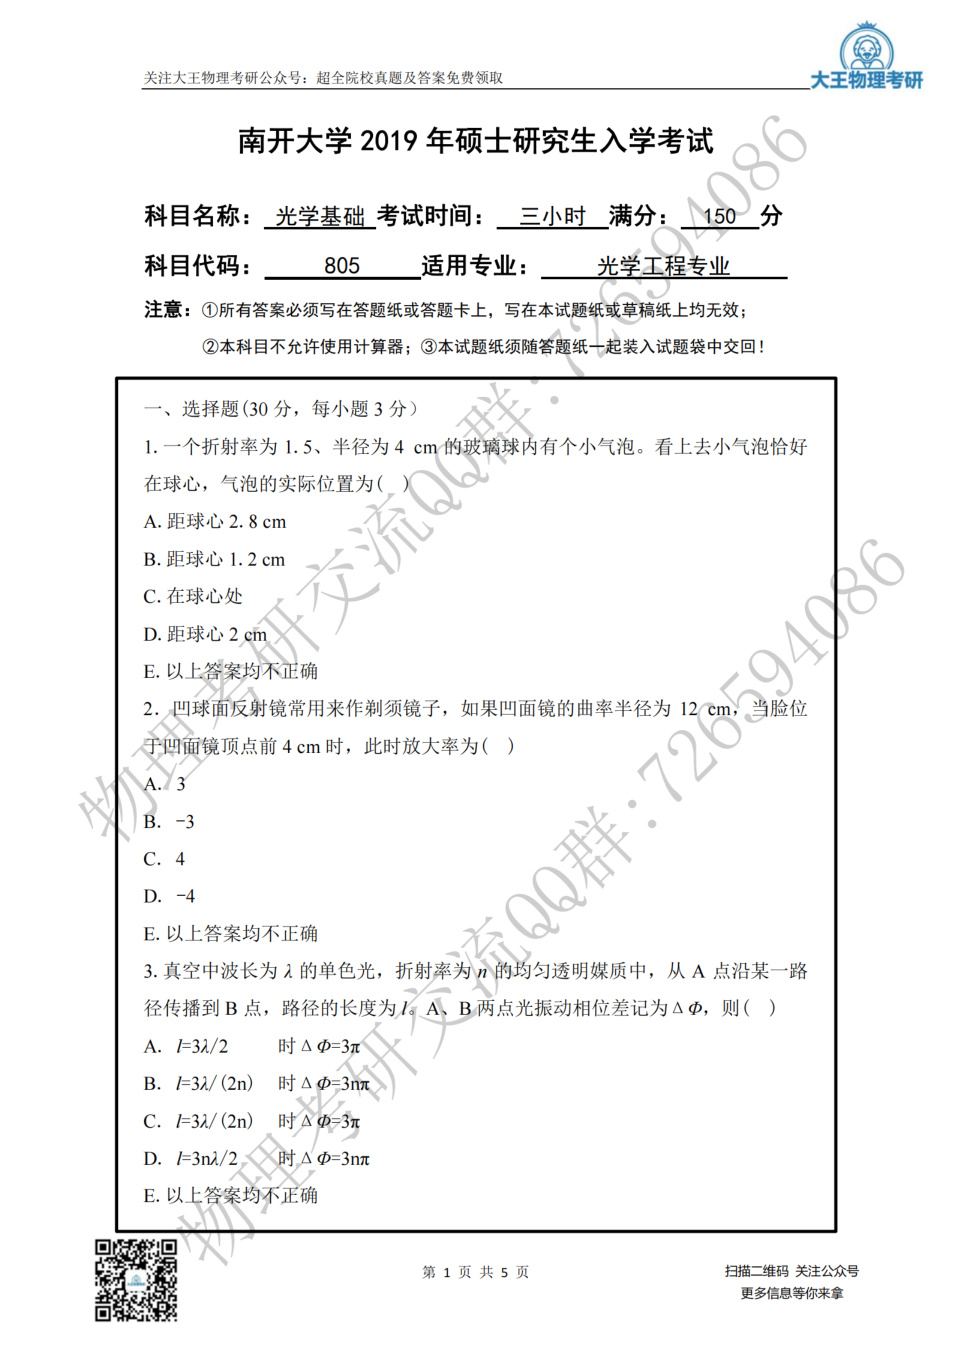 关注大王物理考研公众号：超全院校真题及答案免费领取
大王物理考研
南开大学 2019 年硕士研究生入学考试
科目名称： 光学基础 考试时间： 三小时 满分： 150 分
科目代码： 805 适用专业： 光学工程专业
注意：①所有答案必须写在答题纸或答题卡上，写在本试题纸或草稿纸上均无效；
②本科目不允许使用计算器；③本试题纸须随答题纸一起装入试题袋中交回！
一、选择题(30 分，每小题 3 分）
1. 一个折射率为 1.5、半径为 4 cm 的玻璃球内有个小气泡。看上去小气泡恰好
在球心，气泡的实际位置为( )
A. 距球心 2.8 cm
B. 距球心 1.2 cm
C. 在球心处
D. 距球心 2 cm
E. 以上答案均不正确
2．凹球面反射镜常用来作剃须镜子，如果凹面镜的曲率半径为 12 cm，当脸位
于凹面镜顶点前 4 cm 时，此时放大率为( )
A．3
B．-3
C．4
D．-4
E. 以上答案均不正确
3. 真空中波长为 λ 的单色光，折射率为 n 的均匀透明媒质中，从 A 点沿某一路
径传播到 B 点，路径的长度为 l。A、B 两点光振动相位差记为 Δ Φ，则( )
A．l=3λ/2 时 Δ Φ=3π
B．l=3λ/(2n) 时 Δ Φ=3nπ
C．l=3λ/(2n) 时 Δ Φ=3π
D．l=3nλ/2 时 Δ Φ=3nπ
E. 以上答案均不正确
物理考研交流QQ群：726594086
物理考研交流QQ群：726594086
大王物理考研
第 1 页 共 5 页
扫描二维码 关注公众号
更多信息等你来拿